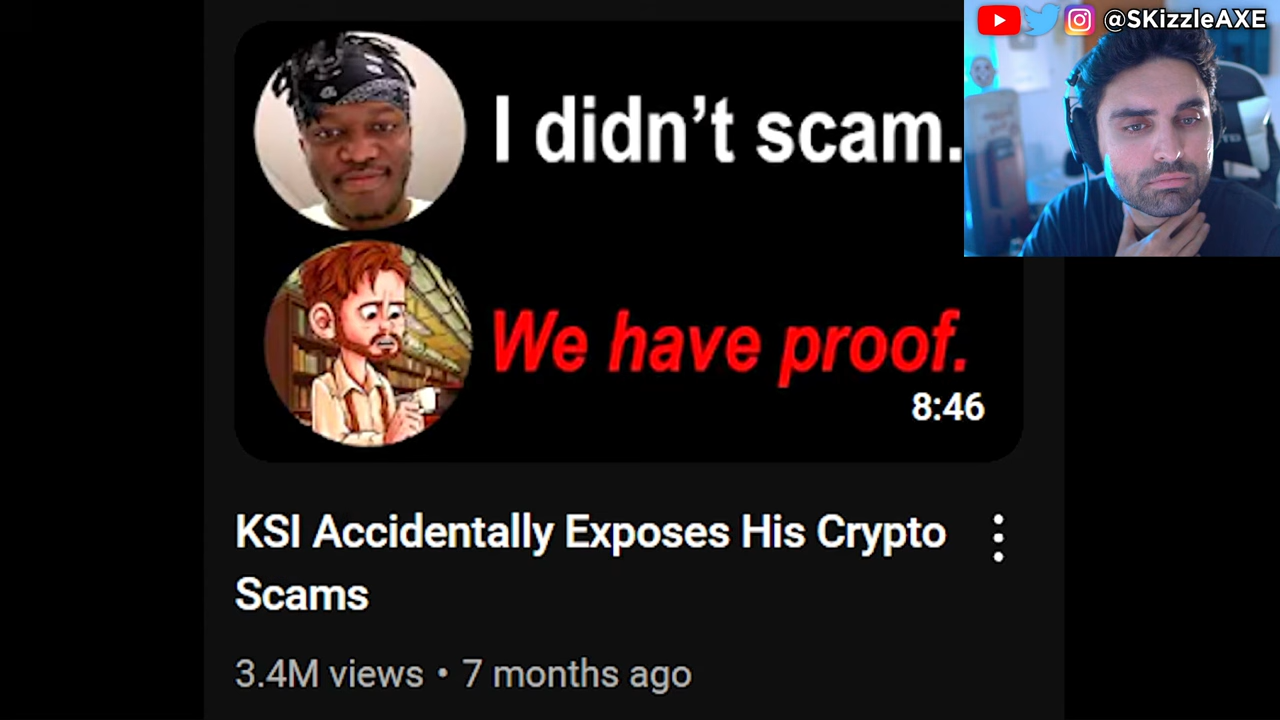 @SKizzleAXE
I didn't scam.
We have proof.
8:46
KSI Accidentally Exposes His Crypto
Scams
3.4M views • 7 months ago